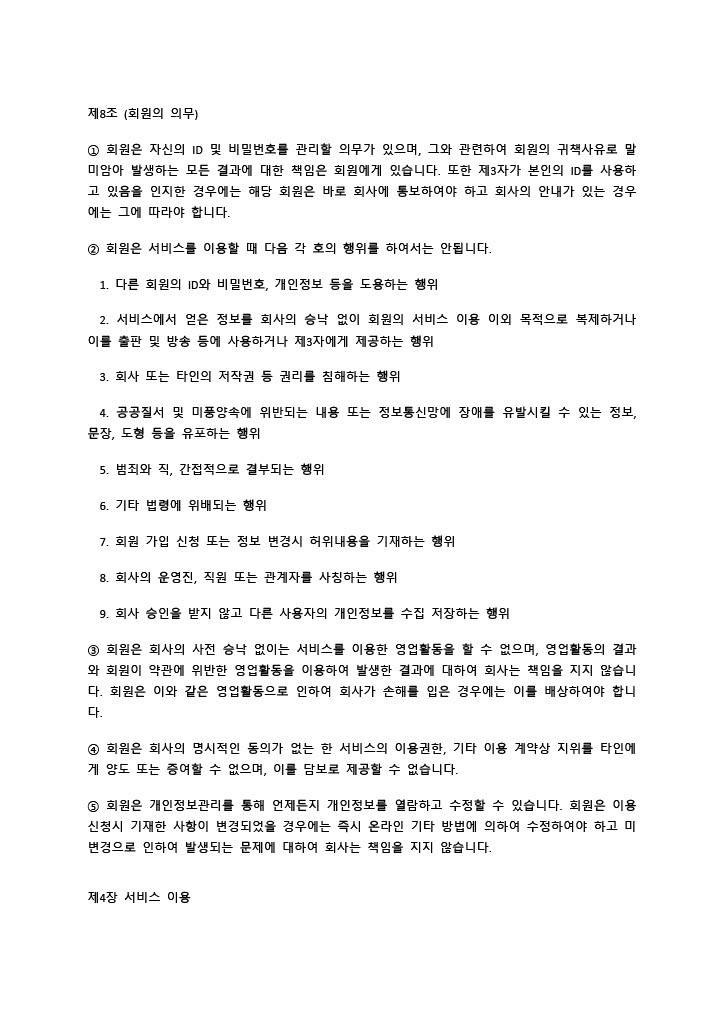 제8조 (회원의 의무)
① 회원은 자신의 ID 및 비밀번호를 관리할 의무가 있으며, 그와 관련하여 회원의 귀책사유로 말
미암아 발생하는 모든 결과에 대한 책임은 회원에게 있습니다. 또한 제3자가 본인의 ID를 사용하
고 있음을 인지한 경우에는 해당 회원은 바로 회사에 통보하여야 하고 회사의 안내가 있는 경우
에는 그에 따라야 합니다.
② 회원은 서비스를 이용할 때 다음 각 호의 행위를 하여서는 안됩니다.
1. 다른 회원의 ID와 비밀번호, 개인정보 등을 도용하는 행위
2. 서비스에서 얻은 정보를 회사의 승낙 없이 회원의 서비스 이용 이외 목적으로 복제하거나
이를 출판 및 방송 등에 사용하거나 제3자에게 제공하는 행위
3. 회사 또는 타인의 저작권 등 권리를 침해하는 행위
4. 공공질서 및 미풍양속에 위반되는 내용 또는 정보통신망에 장애를 유발시킬 수 있는 정보,
문장, 도형 등을 유포하는 행위
5. 범죄와 직, 간접적으로 결부되는 행위
6. 기타 법령에 위배되는 행위
7. 회원 가입 신청 또는 정보 변경시 허위내용을 기재하는 행위
8. 회사의 운영진, 직원 또는 관계자를 사칭하는 행위
9. 회사 승인을 받지 않고 다른 사용자의 개인정보를 수집 저장하는 행위
③ 회원은 회사의 사전 승낙 없이는 서비스를 이용한 영업활동을 할 수 없으며, 영업활동의 결과
와 회원이 약관에 위반한 영업활동을 이용하여 발생한 결과에 대하여 회사는 책임을 지지 않습니
다. 회원은 이와 같은 영업활동으로 인하여 회사가 손해를 입은 경우에는 이를 배상하여야 합니
다.
④ 회원은 회사의 명시적인 동의가 없는 한 서비스의 이용권한, 기타 이용 계약상 지위를 타인에
게 양도 또는 증여할 수 없으며, 이를 담보로 제공할 수 없습니다.
⑤ 회원은 개인정보관리를 통해 언제든지 개인정보를 열람하고 수정할 수 있습니다. 회원은 이용
신청시 기재한 사항이 변경되었을 경우에는 즉시 온라인 기타 방법에 의하여 수정하여야 하고 미
변경으로 인하여 발생되는 문제에 대하여 회사는 책임을 지지 않습니다.
제4장 서비스 이용